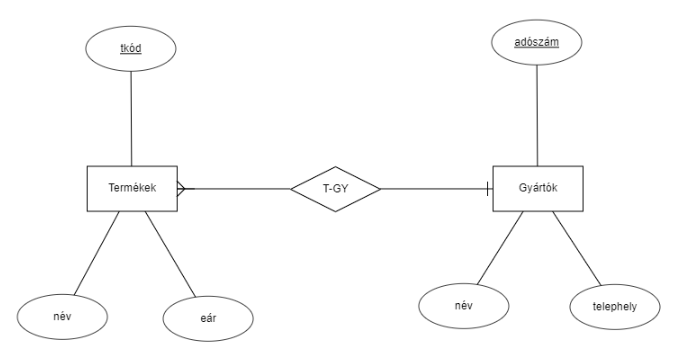 tkód
adószám
Termékek
T-GY
Gyártók
név
eár
név
telephely